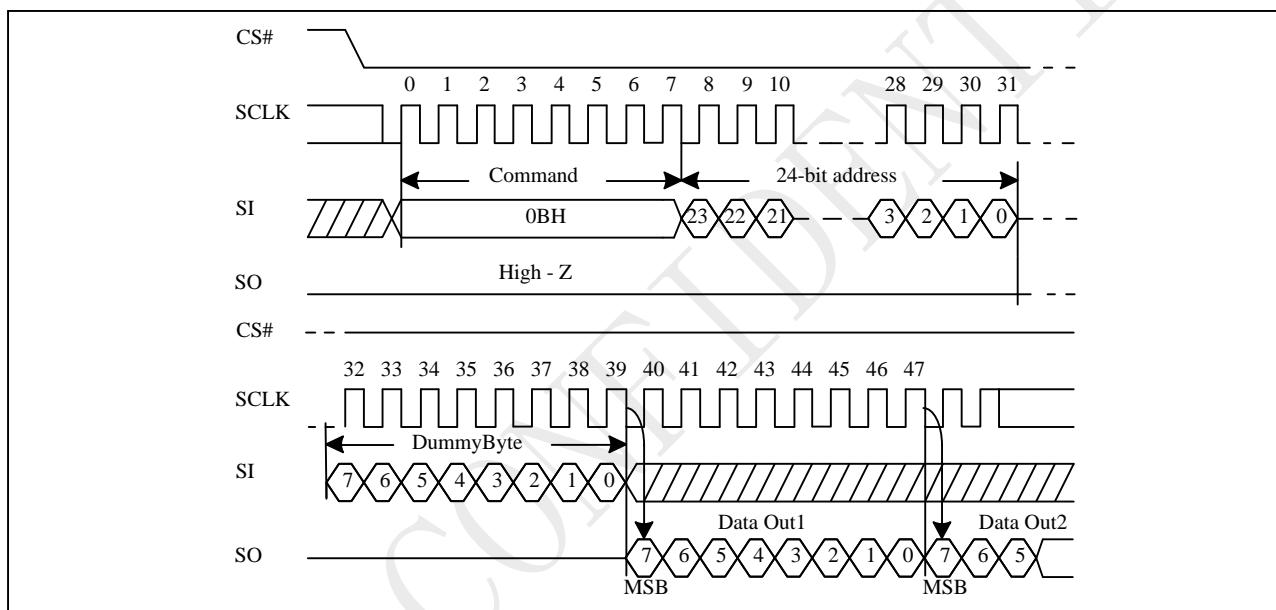 CS#
0 1 2 3 4 5 6 7 8 9 10 28 29 30 31
SCLK
Command 24-bit address
SI 0BH 23 22 21 3 2 1 0
High - Z
SO
CS#
32 33 34 35 36 37 38 39 40 41 42 43 44 45 46 47
SCLK
DummyByte
SI 7 6 5 4 3 2 1 0
Data Out1 Data Out2
SO 7 6 5 4 3 2 1 0 7 6 5
MSB MSB